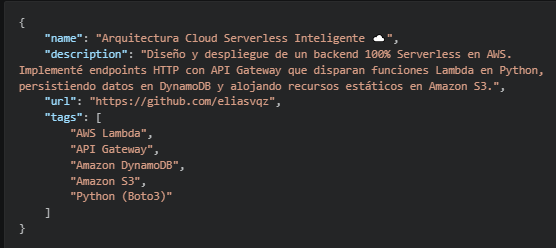 {
    "name": "Arquitectura Cloud Serverless Inteligente ☁️",
    "description": "Diseño y despliegue de un backend 100% Serverless en AWS.
Implementé endpoints HTTP con API Gateway que disparan funciones Lambda en Python,
persistiendo datos en DynamoDB y alojando recursos estáticos en Amazon S3.",
    "url": "https://github.com/eliasvqz",
    "tags": [
        "AWS Lambda",
        "API Gateway",
        "Amazon DynamoDB",
        "Amazon S3",
        "Python (Boto3)"
    ]
}